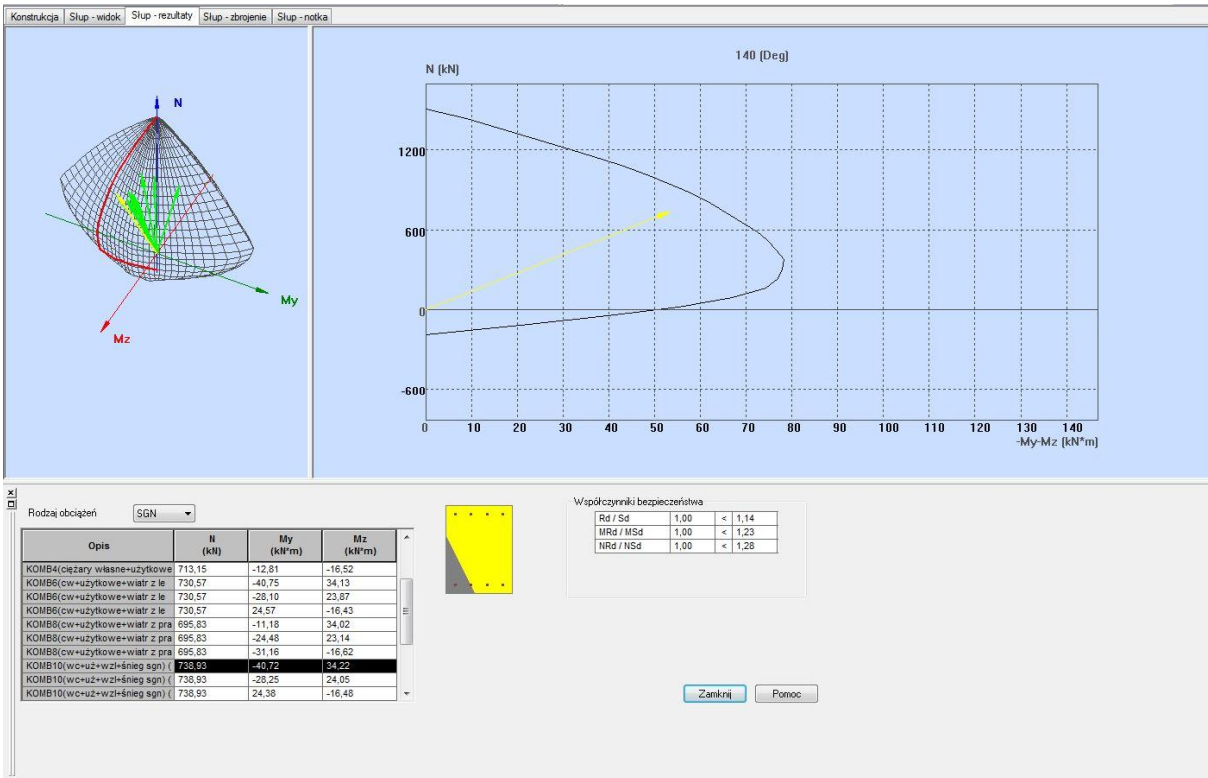 Konstrukcja Słup - widok Słup - rezultaty Słup - zbrojenie Słup - notka
N
My
Mz
140 (Deg)
N (kN)
1200
600
0
-600
0 10 20 30 40 50 60 70 80 90 100 110 120 130 140
-My-Mz (kN*m)
Rodzaj obciążeń SGN
Opis N (kN) My (kN*m) Mz (kN*m)
KOMB4(ciężary własne+użytkowe 713,15 -12,81 -16,52
KOMB6(cw+użytkowe+wiatr z le 730,57 -40,75 34,13
KOMB6(cw+użytkowe+wiatr z le 730,57 -28,10 23,87
KOMB6(cw+użytkowe+wiatr z le 730,57 24,57 -16,43
KOMB8(cw+użytkowe+wiatr z pra 695,83 -11,18 34,02
KOMB8(cw+użytkowe+wiatr z pra 695,83 -24,48 23,14
KOMB8(cw+użytkowe+wiatr z pra 695,83 -31,16 -16,62
KOMB10(wc+uż+wzl+śnieg sgn) ( 738,93 -40,72 34,22
KOMB10(wc+uż+wzl+śnieg sgn) ( 738,93 -28,25 24,05
KOMB10(wc+uż+wzl+śnieg sgn) ( 738,93 24,38 -16,48
Współczynniki bezpieczeństwa
Rd / Sd 1,00 < 1,14
MRd / MSd 1,00 < 1,23
NRd / NSd 1,00 < 1,28
Zamknij Pomoc